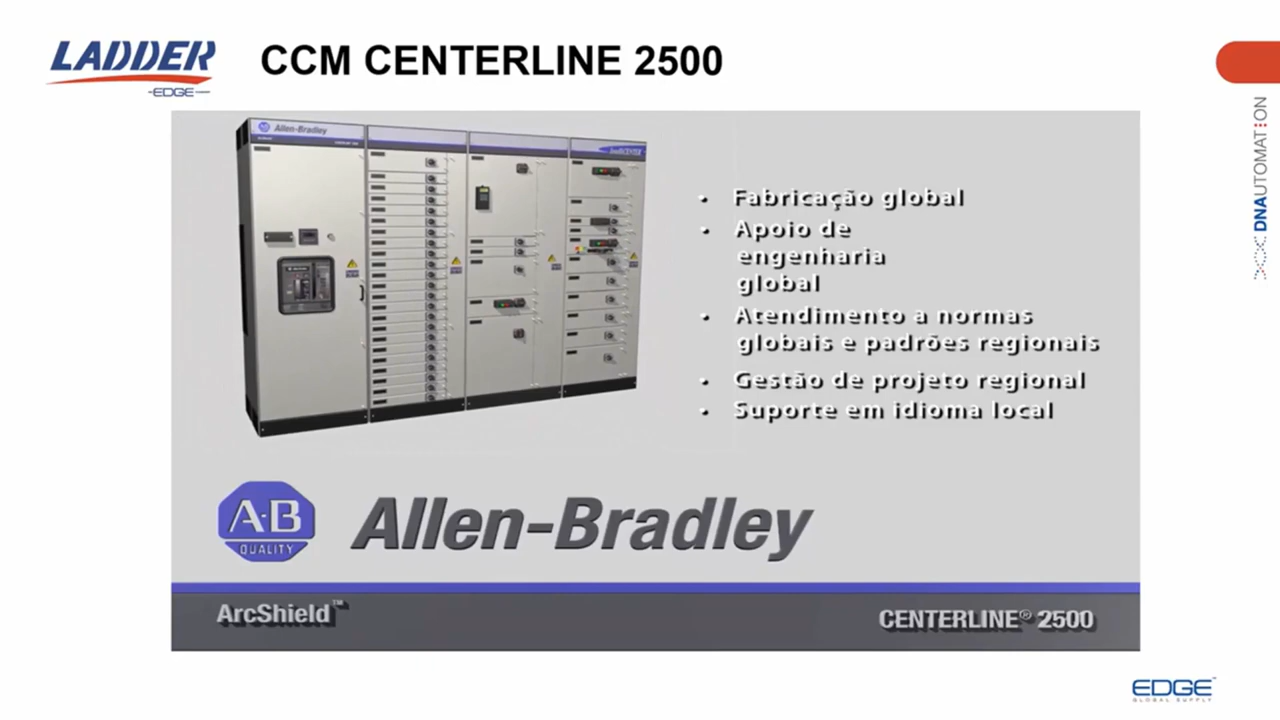 LADDER
EDGE
CCM CENTERLINE 2500
DNAUTOMATION
Allen-Bradley
• Fabricação global
• Apoio de
engenharia
global
• Atendimento a normas
globais e padrões regionais
• Gestão de projeto regional
• Suporte em idioma local
A-B
QUALITY
Allen-Bradley
ArcShield™
CENTERLINE® 2500
EDGE™
GLOBAL SUPPLY